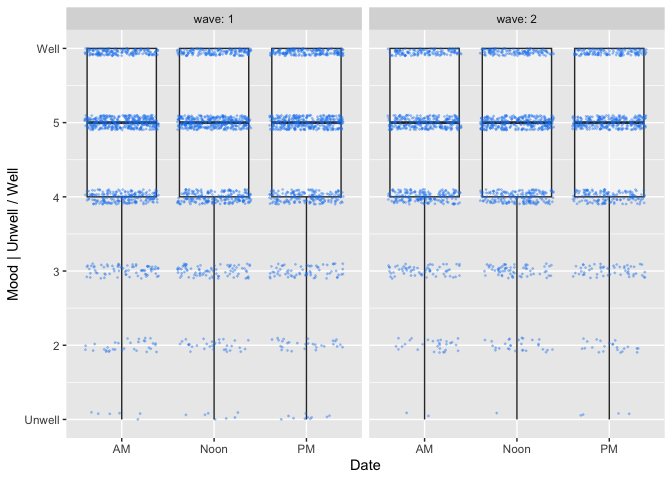 wave: 1
wave: 2
Mood | Unwell / Well
Well
5
4
3
2
Unwell
AM Noon PM
AM Noon PM
Date